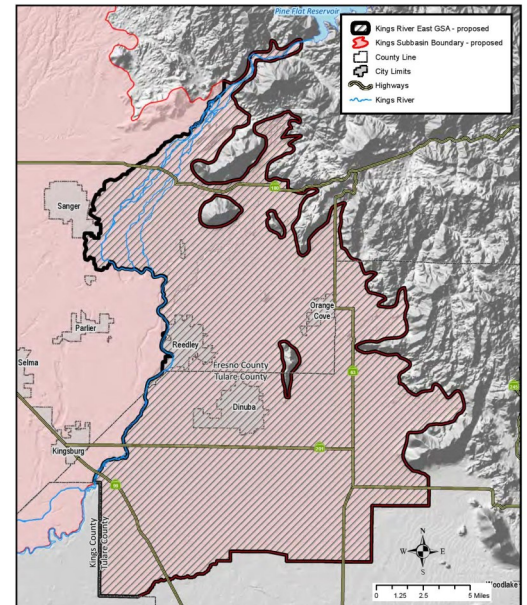 Pine Flat Reservoir
Kings River East GSA - proposed
Kings Subbasin Boundary - proposed
County Line
City Limits
Highways
Kings River
180
Sanger
Orange
Cove
Parlier
Reedley
Selma
Fresno County
Tulare County
63
Dinuba
Kingsburg
201
99
Kings County
Tulare County
N
W
E
S
Woodlake
0 1.25 2.5 5 Miles